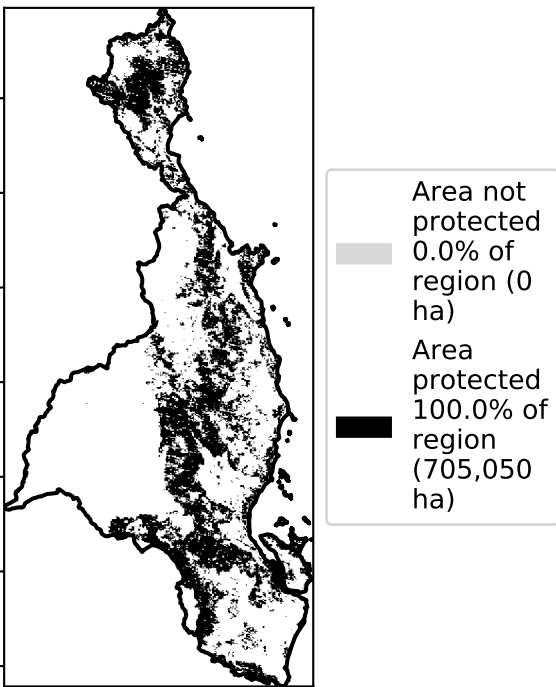 Area not
protected
0.0% of
region (0
ha)
Area
protected
100.0% of
region
(705,050
ha)